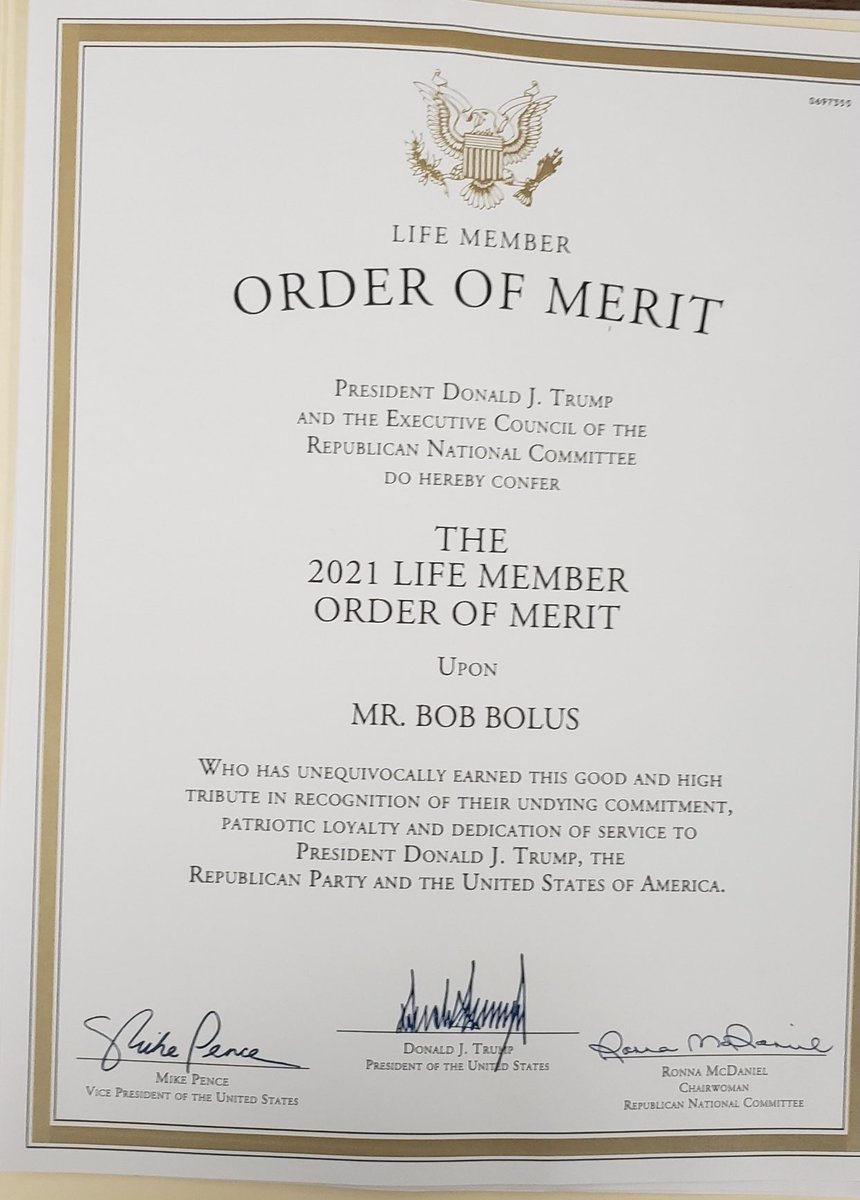 LIFE MEMBER
ORDER OF MERIT
PRESIDENT DONALD J. TRUMP
AND THE EXECUTIVE COUNCIL OF THE
REPUBLICAN NATIONAL COMMITTEE
DO HEREBY CONFER
THE
2021 LIFE MEMBER
ORDER OF MERIT
UPON
MR. BOB BOLUS
WHO HAS UNEQUIVOCALLY EARNED THIS GOOD AND HIGH
TRIBUTE IN RECOGNITION OF THEIR UNDYING COMMITMENT,
PATRIOTIC LOYALTY AND DEDICATION OF SERVICE TO
PRESIDENT DONALD J. TRUMP, THE
REPUBLICAN PARTY AND THE UNITED STATES OF AMERICA.
Mike Pence
MIKE PENCE
VICE PRESIDENT OF THE UNITED STATES
DONALD J. TRUMP
PRESIDENT OF THE UNITED STATES
Ronna McDaniel
RONNA MCDANIEL
CHAIRWOMAN
REPUBLICAN NATIONAL COMMITTEE